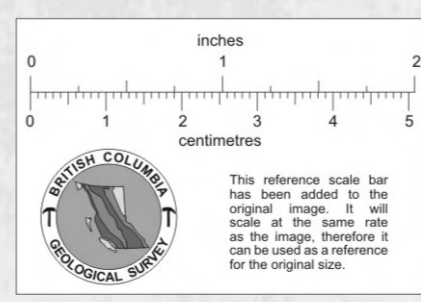 inches
0 1 2
0 1 2 3 4 5
centimetres
BRITISH COLUMBIA
GEOLOGICAL SURVEY
This reference scale bar
has been added to the
original image. It will
scale at the same rate
as the image, therefore it
can be used as a reference
for the original size.